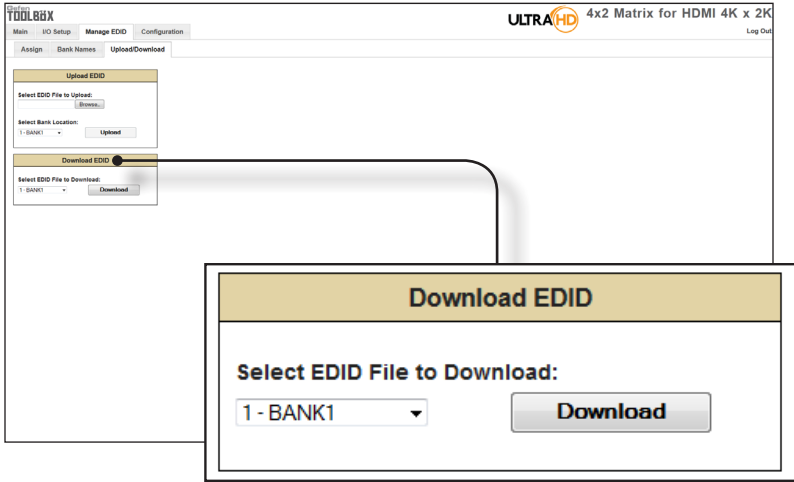 Gefen
TOOLBOX
ULTRA HD
4x2 Matrix for HDMI 4K x 2K
Main I/O Setup Manage EDID Configuration
Log Out
Assign Bank Names Upload/Download
Upload EDID
Select EDID File to Upload:
Browse..
Select Bank Location:
1 - BANK1 Upload
Download EDID
Select EDID File to Download:
1 - BANK1 Download
Download EDID
Select EDID File to Download:
1 - BANK1 Download